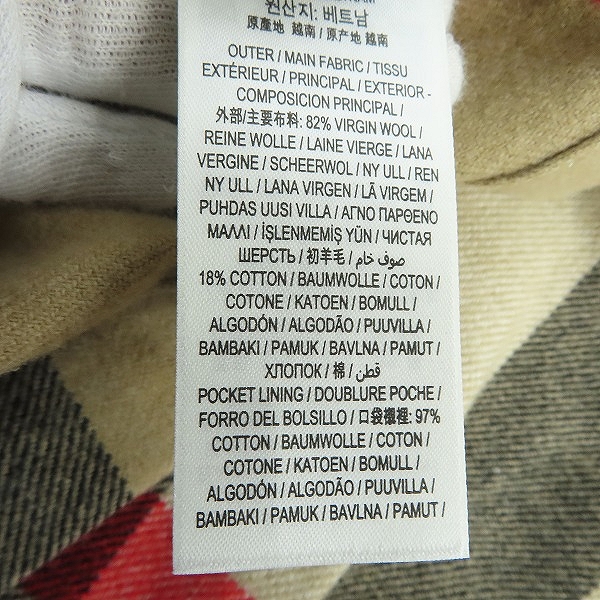 원산지: 베트남
原產地 越南 / 原产地 越南
OUTER / MAIN FABRIC / TISSU
EXTÉRIEUR / PRINCIPAL / EXTERIOR -
COMPOSICION PRINCIPAL /
外部/主要布料: 82% VIRGIN WOOL /
REINE WOLLE / LAINE VIERGE / LANA
VERGINE / SCHEERWOL / NY ULL / REN
NY ULL / LANA VIRGEN / LÃ VIRGEM /
PUHDAS UUSI VILLA / ΑΓΝΟ ΠΑΡΘΕΝΟ
ΜΑΛΛΙ / İŞLENMEMİŞ YÜN / ЧИСТАЯ
ШЕРСТЬ / 初羊毛 / صوف خام /
18% COTTON / BAUMWOLLE / COTON /
COTONE / KATOEN / BOMULL /
ALGODÓN / ALGODÃO / PUUVILLA /
BAMBAKI / PAMUK / BAVLNA / PAMUT /
ХЛОПОК / 棉 / قطن /
POCKET LINING / DOUBLURE POCHE /
FORRO DEL BOLSILLO / 口袋襯裡: 97%
COTTON / BAUMWOLLE / COTON /
COTONE / KATOEN / BOMULL /
ALGODÓN / ALGODÃO / PUUVILLA /
BAMBAKI / PAMUK / BAVLNA / PAMUT /